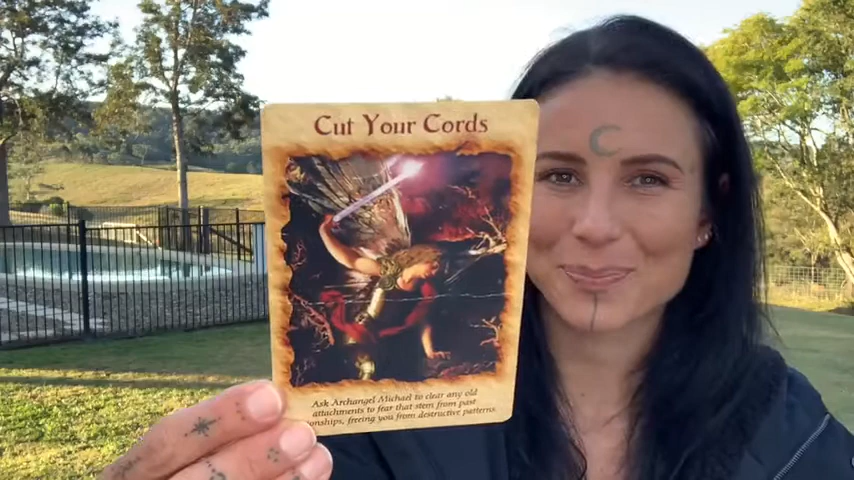 Cut Your Cords
Ask Archangel Michael to clear any old
attachments to fear that stem from past
freeing you from destructive patterns.